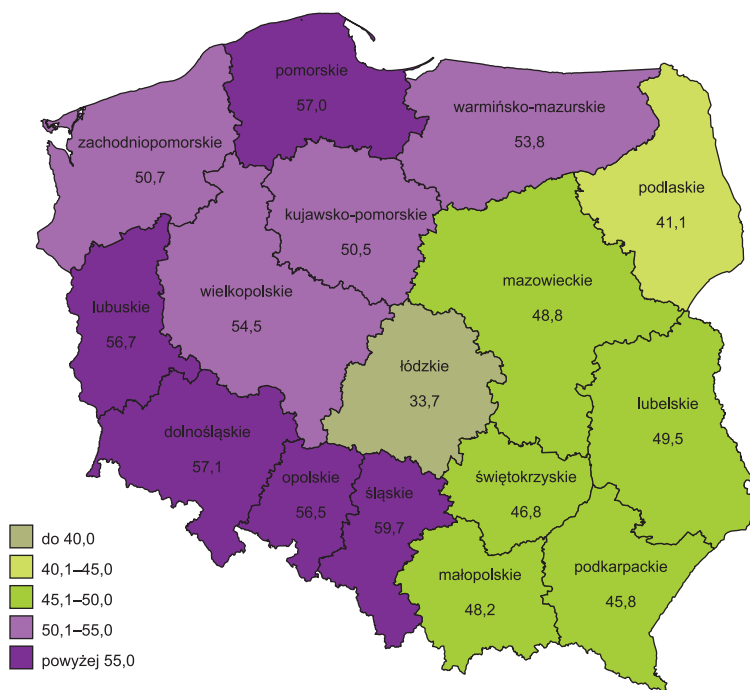 pomorskie
57,0
warmińsko-mazurskie
53,8
zachodniopomorskie
50,7
podlaskie
41,1
kujawsko-pomorskie
50,5
mazowieckie
48,8
lubuskie
56,7
wielkopolskie
54,5
łódzkie
33,7
lubelskie
49,5
dolnośląskie
57,1
opolskie
56,5
śląskie
59,7
świętokrzyskie
46,8
małopolskie
48,2
podkarpackie
45,8
do 40,0
40,1–45,0
45,1–50,0
50,1–55,0
powyżej 55,0